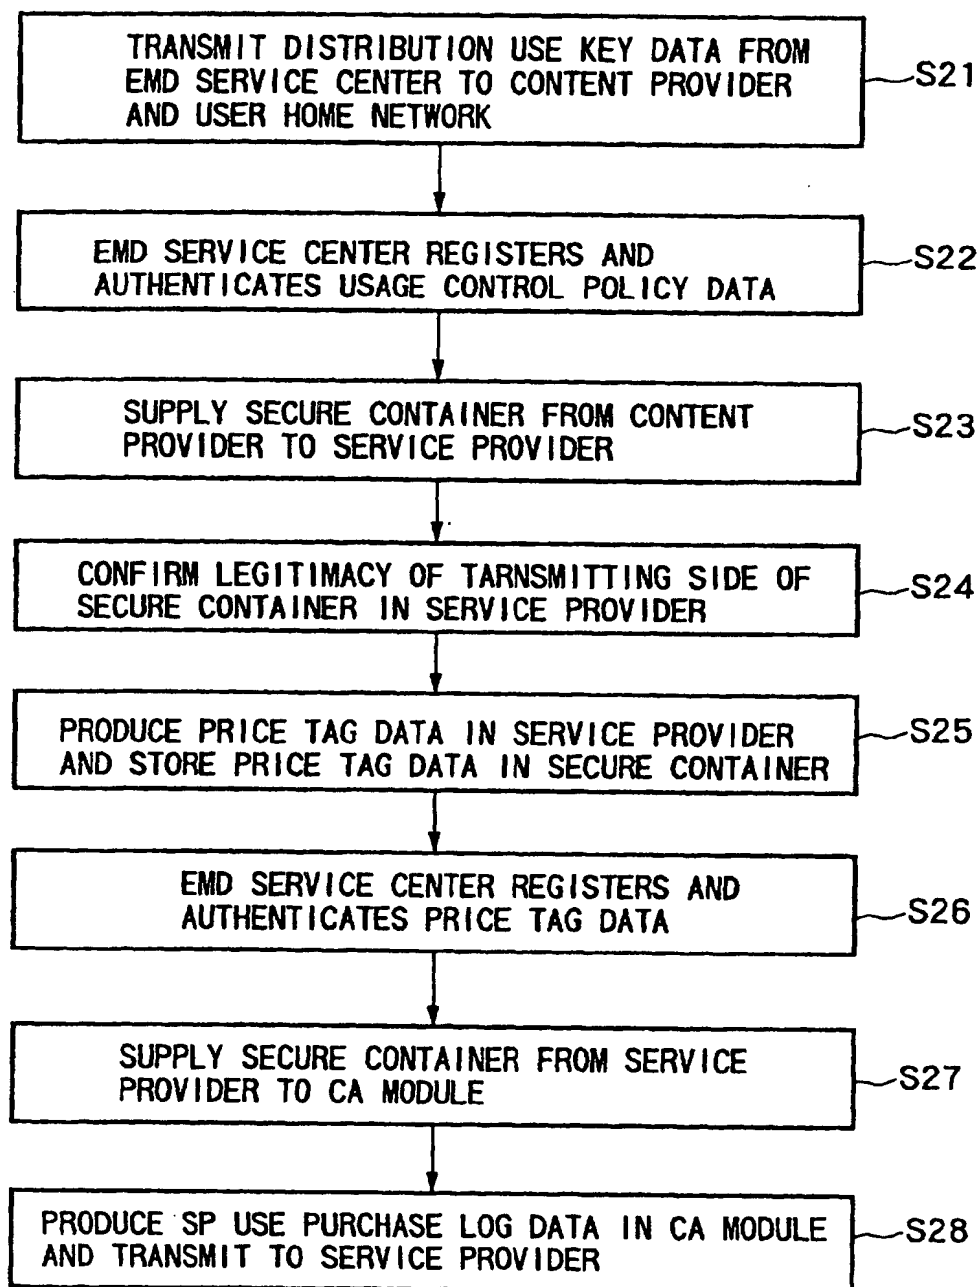 TRANSMIT DISTRIBUTION USE KEY DATA FROM
EMD SERVICE CENTER TO CONTENT PROVIDER
AND USER HOME NETWORK
S21
EMD SERVICE CENTER REGISTERS AND
AUTHENTICATES USAGE CONTROL POLICY DATA
S22
SUPPLY SECURE CONTAINER FROM CONTENT
PROVIDER TO SERVICE PROVIDER
S23
CONFIRM LEGITIMACY OF TARNSMITTING SIDE OF
SECURE CONTAINER IN SERVICE PROVIDER
S24
PRODUCE PRICE TAG DATA IN SERVICE PROVIDER
AND STORE PRICE TAG DATA IN SECURE CONTAINER
S25
EMD SERVICE CENTER REGISTERS AND
AUTHENTICATES PRICE TAG DATA
S26
SUPPLY SECURE CONTAINER FROM SERVICE
PROVIDER TO CA MODULE
S27
PRODUCE SP USE PURCHASE LOG DATA IN CA MODULE
AND TRANSMIT TO SERVICE PROVIDER
S28